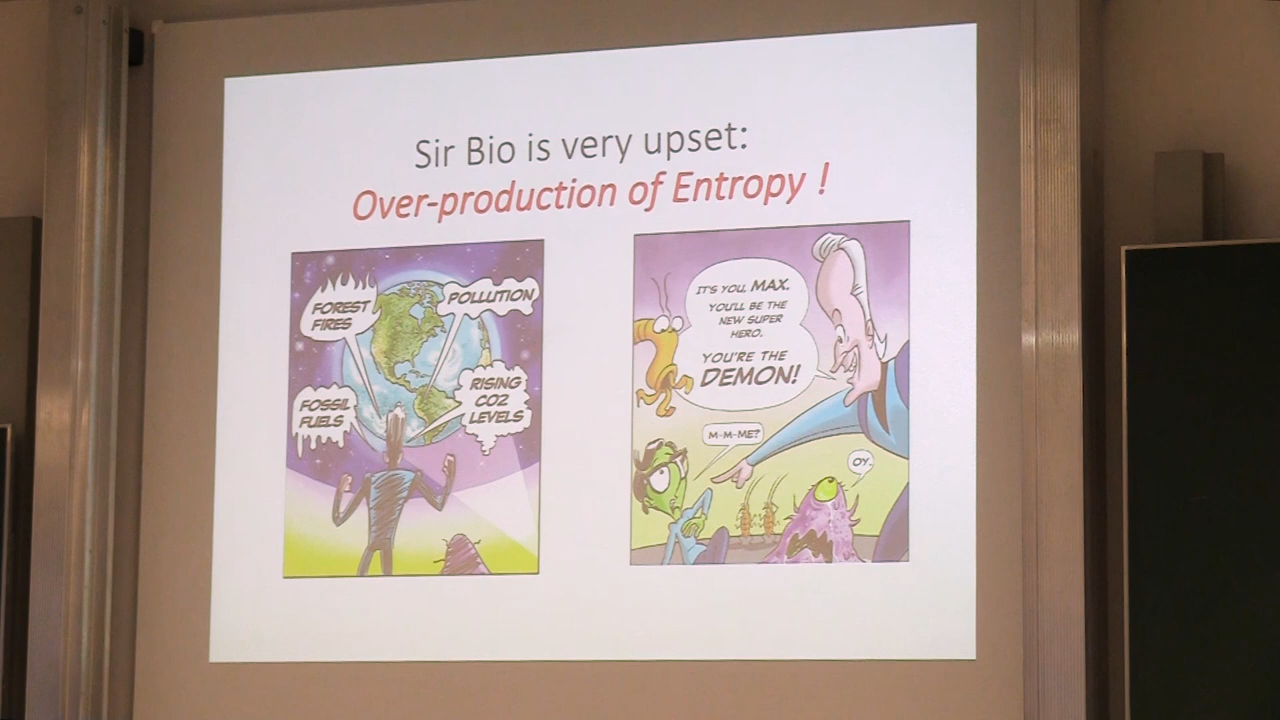 Sir Bio is very upset:
Over-production of Entropy !
FOREST
FIRES
POLLUTION
FOSSIL
FUELS
RISING
CO2
LEVELS
IT'S YOU, MAX.
YOU'LL BE THE
NEW SUPER
HERO.
YOU'RE THE
DEMON!
M-M-ME?
OY.